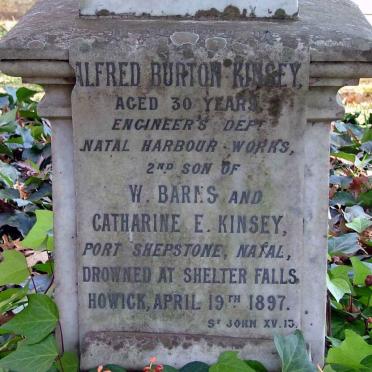 ALFRED BURTON KINSEY,
AGED 30 YEARS.
ENGINEER'S DEPT
NATAL HARBOUR-WORKS,
2ND SON OF
W. BARNS AND
CATHARINE E. KINSEY,
PORT SHEPSTONE, NATAL,
DROWNED AT SHELTER FALLS
HOWICK, APRIL 19TH 1897.
ST JOHN XV.13.